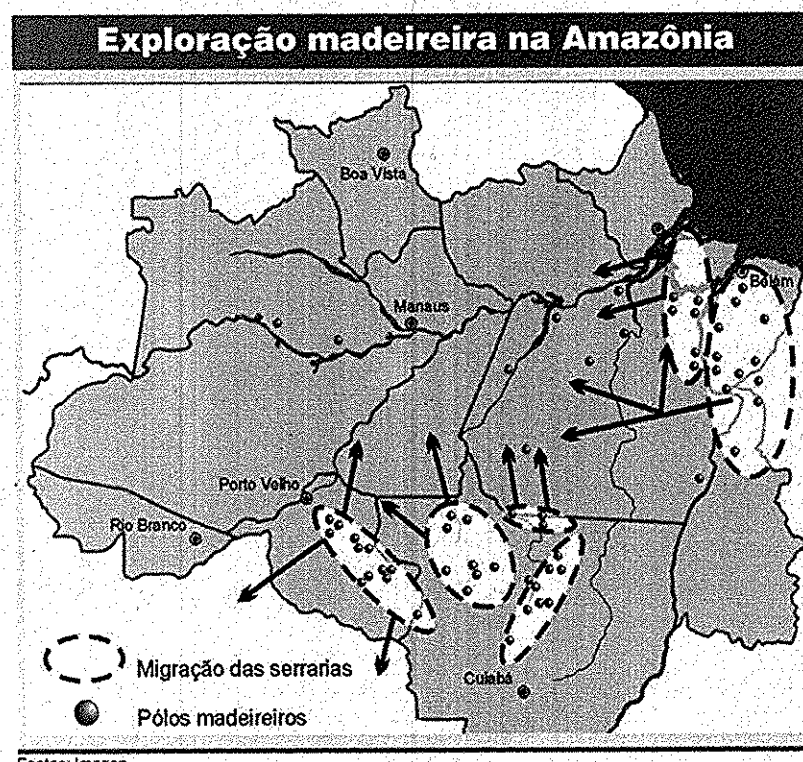 Exploração madeireira na Amazônia
Boa Vista
Belém
Manaus
Porto Velho
Rio Branco
Cuiabá
Migração das serrarias
Pólos madeireiros